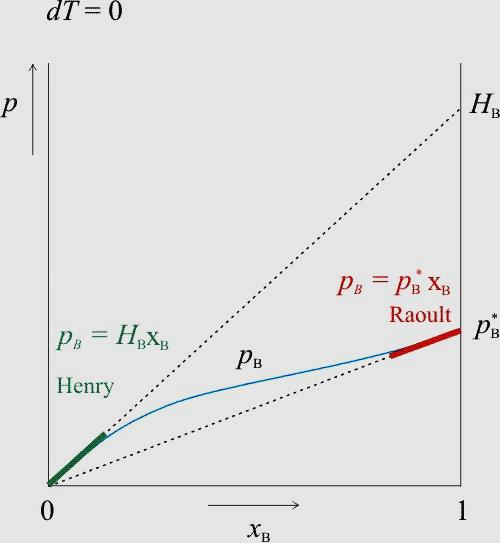 dT = 0
p
H_B
p_B = p_B^* x_B
Raoult
p_B = H_B x_B
p_B^*
p_B
Henry
0
1
x_B